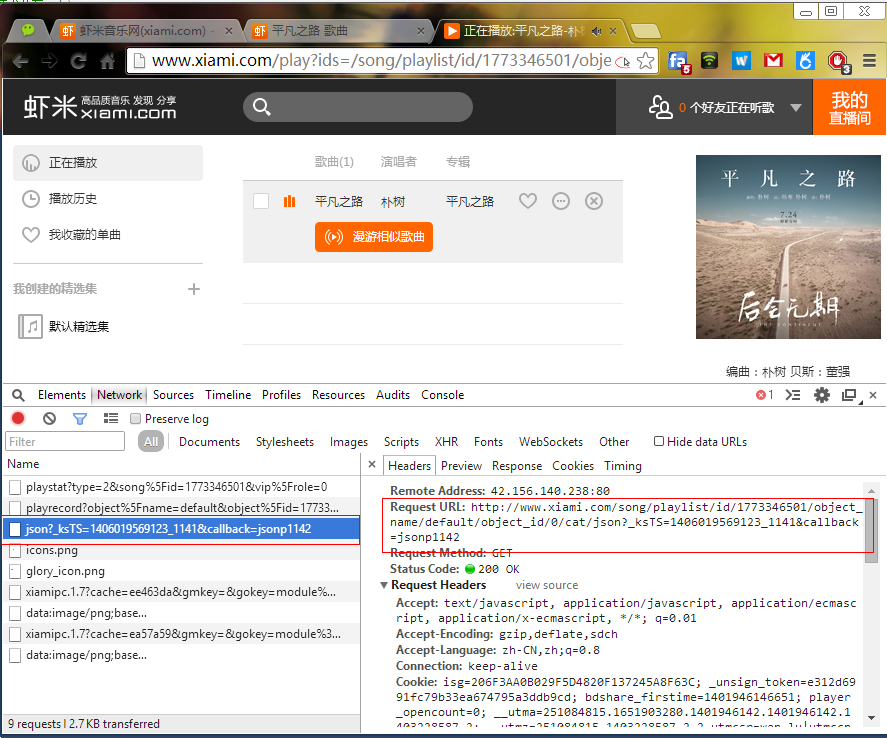 虾米音乐网(xiami.com) -
平凡之路 歌曲
正在播放:平凡之路-朴
www.xiami.com/play?ids=/song/playlist/id/1773346501/obje
5
W
3
虾米 高品质音乐 发现 分享
xiami.com
0 个好友正在听歌
我的
直播间
正在播放
播放历史
我收藏的单曲
我创建的精选集 +
默认精选集
歌曲(1) 演唱者 专辑
平凡之路 朴树 平凡之路
漫游相似歌曲
平凡之路
7.24
后会无期
THE CONTINENT
编曲：朴树 贝斯：董强
Elements Network Sources Timeline Profiles Resources Audits Console
1
Preserve log
Filter
All Documents Stylesheets Images Scripts XHR Fonts WebSockets Other Hide data URLs
Name
playstat?type=2&song%5Fid=1773346501&vip%5Frole=0
playrecord?object%5Fname=default&object%5Fid=17733...
json?_ksTS=1406019569123_1141&callback=jsonp1142
icons.png
glory_icon.png
xiamipc.1.7?cache=ee463da&gmkey=&gokey=module%...
data:image/png;base...
xiamipc.1.7?cache=ea57a59&gmkey=&gokey=module%3...
data:image/png;base...
9 requests | 2.7 KB transferred
Headers Preview Response Cookies Timing
Remote Address: 42.156.140.238:80
Request URL: http://www.xiami.com/song/playlist/id/1773346501/object_
name/default/object_id/0/cat/json?_ksTS=1406019569123_1141&callback
=jsonp1142
Request Method: GET
Status Code: 200 OK
Request Headers view source
Accept: text/javascript, application/javascript, application/ecmasc
ript, application/x-ecmascript, */*; q=0.01
Accept-Encoding: gzip,deflate,sdch
Accept-Language: zh-CN,zh;q=0.8
Connection: keep-alive
Cookie: isg=206F3AA0B029F5D4820F137245A8F63C; _unsign_token=e312d69
91fc79b33ea674795a3ddb9cd; bdshare_firstime=1401946146651; player
_opencount=0; __utma=251084815.1651903280.1401946142.1401946142.1